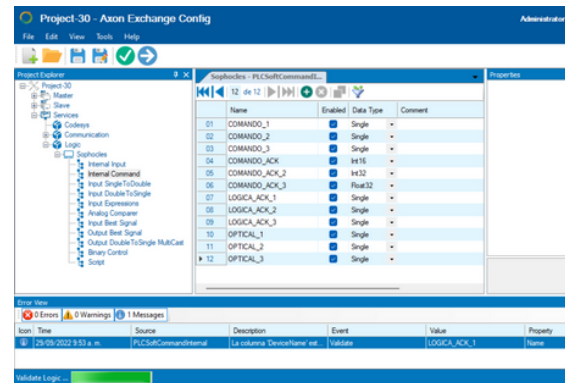 Project-30 - Axon Exchange Config
Administrator
File Edit View Tools Help
Project Explorer
Sophocles - PLCSoftCommandI...
Properties
Project-30
Master
Slave
Services
Codesys
Communication
Logic
Sophocles
Internal Input
Internal Command
Input SingleToDouble
Input DoubleToSingle
Input Expressions
Analog Comparer
Input Best Signal
Output Best Signal
Output DoubleToSingle MultiCast
Binary Control
Script
12 de 12
Name Enabled Data Type Comment
01 COMANDO_1 Single
02 COMANDO_2 Single
03 COMANDO_3 Single
04 COMANDO_ACK Int16
05 COMANDO_ACK_2 Int32
06 COMANDO_ACK_3 Float32
07 LOGICA_ACK_1 Single
08 LOGICA_ACK_2 Single
09 LOGICA_ACK_3 Single
10 OPTICAL_1 Single
11 OPTICAL_2 Single
12 OPTICAL_3 Single
Error View
0 Errors 0 Warnings 1 Messages
Icon Time Source Description Event Value Property
29/09/2022 9:53 a. m. PLCSoftCommandInternal La columna 'DeviceName' est... Validate LOGICA_ACK_1 Name
Validate Logic ...